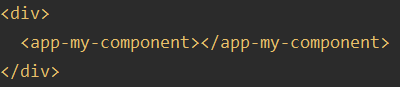 <div>
  <app-my-component></app-my-component>
</div>